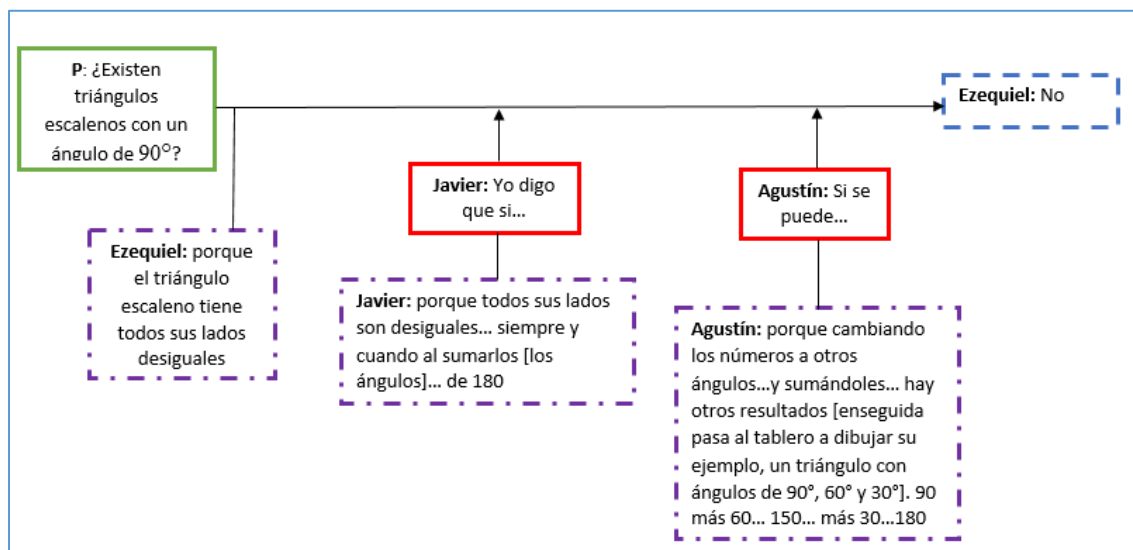 P: ¿Existen
triángulos
escalenos con un
ángulo de 90°?
Ezequiel: No
Javier: Yo digo
que si...
Agustín: Si se
puede...
Ezequiel: porque
el triángulo
escaleno tiene
todos sus lados
desiguales
Javier: porque todos sus lados
son desiguales... siempre y
cuando al sumarlos [los
ángulos]... de 180
Agustín: porque cambiando
los números a otros
ángulos...y sumándoles... hay
otros resultados [enseguida
pasa al tablero a dibujar su
ejemplo, un triángulo con
ángulos de 90°, 60° y 30°]. 90
más 60... 150... más 30...180